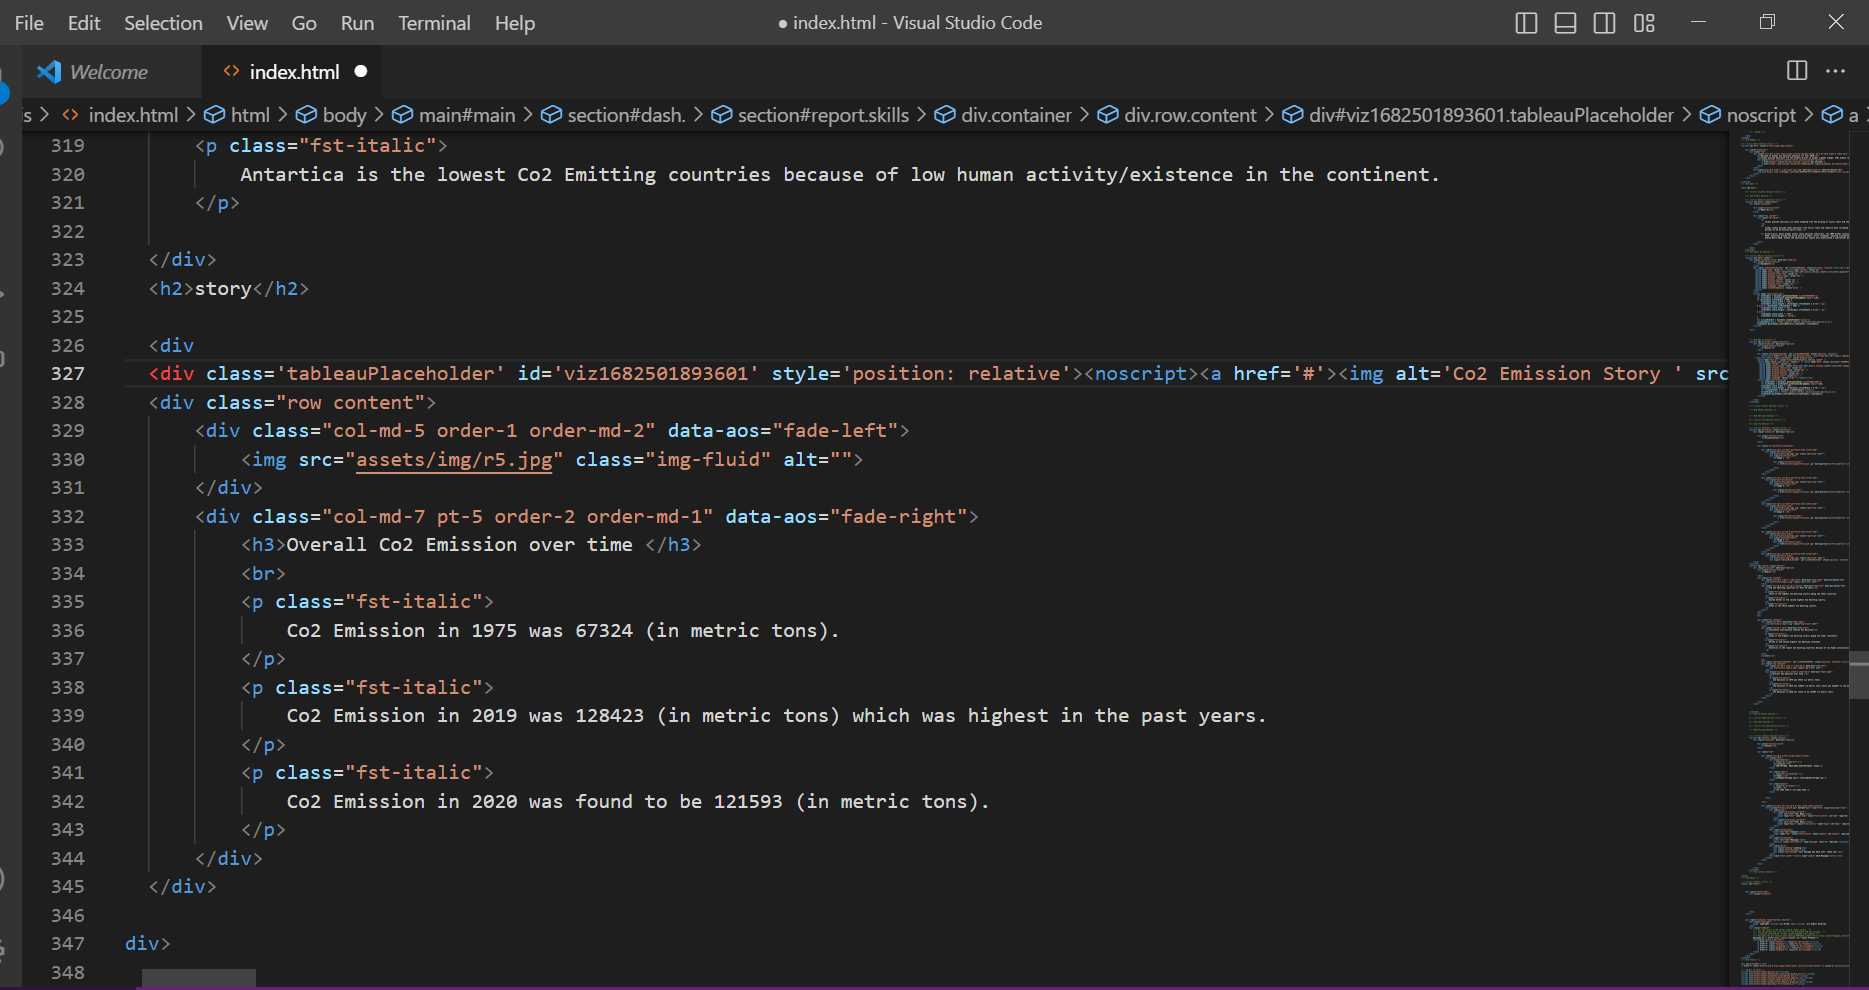 File Edit Selection View Go Run Terminal Help ● index.html - Visual Studio Code
Welcome <> index.html ●
s > <> index.html > html > body > main#main > section#dash. > section#report.skills > div.container > div.row.content > div#viz1682501893601.tableauPlaceholder > noscript > a
319 <p class="fst-italic">
320 Antartica is the lowest Co2 Emitting countries because of low human activity/existence in the continent.
321 </p>
322
323 </div>
324 <h2>story</h2>
325
326 <div
327 <div class='tableauPlaceholder' id='viz1682501893601' style='position: relative'><noscript><a href='#'><img alt='Co2 Emission Story ' src
328 <div class="row content">
329 <div class="col-md-5 order-1 order-md-2" data-aos="fade-left">
330 <img src="assets/img/r5.jpg" class="img-fluid" alt="">
331 </div>
332 <div class="col-md-7 pt-5 order-2 order-md-1" data-aos="fade-right">
333 <h3>Overall Co2 Emission over time </h3>
334 <br>
335 <p class="fst-italic">
336 Co2 Emission in 1975 was 67324 (in metric tons).
337 </p>
338 <p class="fst-italic">
339 Co2 Emission in 2019 was 128423 (in metric tons) which was highest in the past years.
340 </p>
341 <p class="fst-italic">
342 Co2 Emission in 2020 was found to be 121593 (in metric tons).
343 </p>
344 </div>
345 </div>
346
347 div>
348